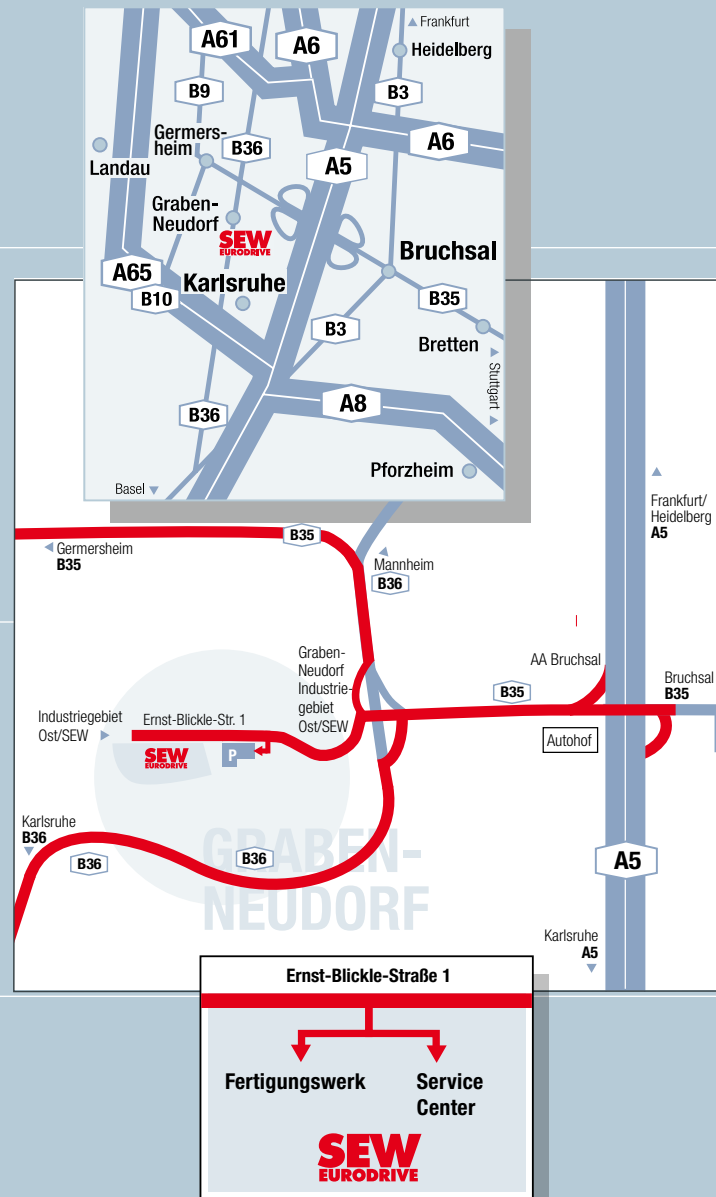 Frankfurt
A61
A6
Heidelberg
B9
B3
Germers-
heim
B36
A6
Landau
A5
Graben-
Neudorf
SEW
EURODRIVE
Bruchsal
A65
Karlsruhe
B10
B35
B3
Bretten
Stuttgart
A8
B36
Pforzheim
Basel
Frankfurt/
Heidelberg
A5
B35
Germersheim
B35
Mannheim
B36
Graben-
Neudorf
Industrie-
gebiet
Ost/SEW
AA Bruchsal
Bruchsal
B35
B35
Industriegebiet
Ost/SEW
Ernst-Blickle-Str. 1
Autohof
SEW
EURODRIVE
P
Karlsruhe
B36
B36
B36
GRABEN-
NEUDORF
A5
Karlsruhe
A5
Ernst-Blickle-Straße 1
Fertigungswerk
Service
Center
SEW
EURODRIVE